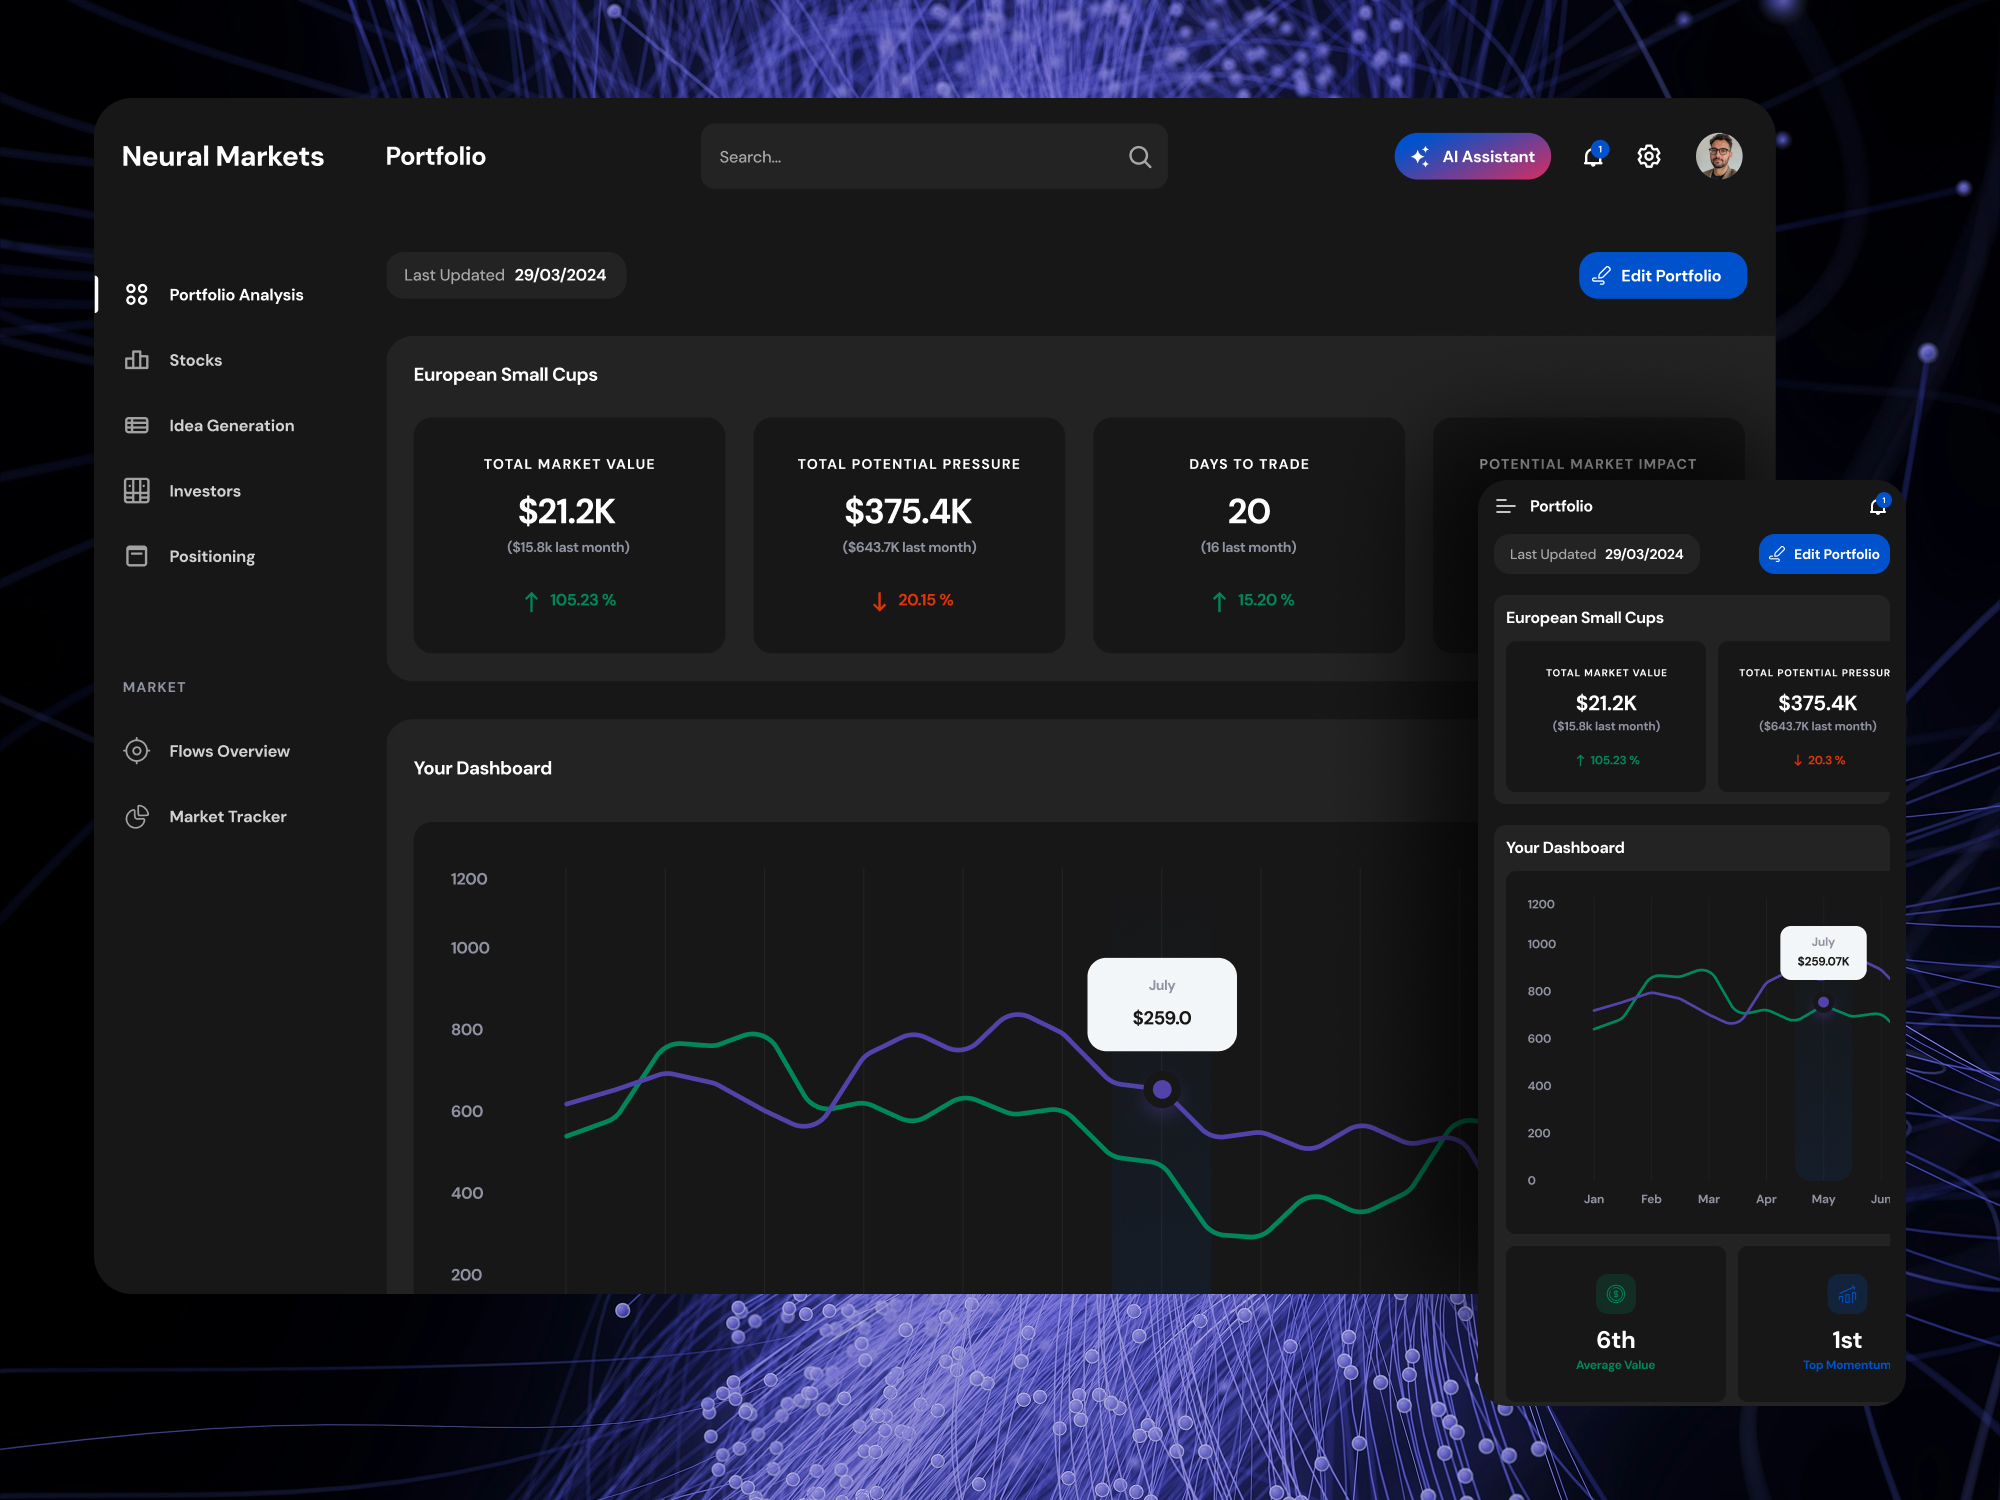 Neural Markets
Portfolio
Search...
AI Assistant
1
Last Updated 29/03/2024
Edit Portfolio
Portfolio Analysis
Stocks
Idea Generation
Investors
Positioning
MARKET
Flows Overview
Market Tracker
European Small Cups
TOTAL MARKET VALUE
$21.2K
($15.8k last month)
105.23 %
TOTAL POTENTIAL PRESSURE
$375.4K
($643.7K last month)
20.15 %
DAYS TO TRADE
20
(16 last month)
15.20 %
POTENTIAL MARKET IMPACT
Your Dashboard
1200
1000
800
600
400
200
July
$259.0
Portfolio
1
Last Updated 29/03/2024
Edit Portfolio
European Small Cups
TOTAL MARKET VALUE
$21.2K
($15.8k last month)
105.23 %
TOTAL POTENTIAL PRESSUR
$375.4K
($643.7K last month)
20.3 %
Your Dashboard
1200
1000
800
600
400
200
0
July
$259.07K
Jan Feb Mar Apr May Jun
6th
Average Value
1st
Top Momentum